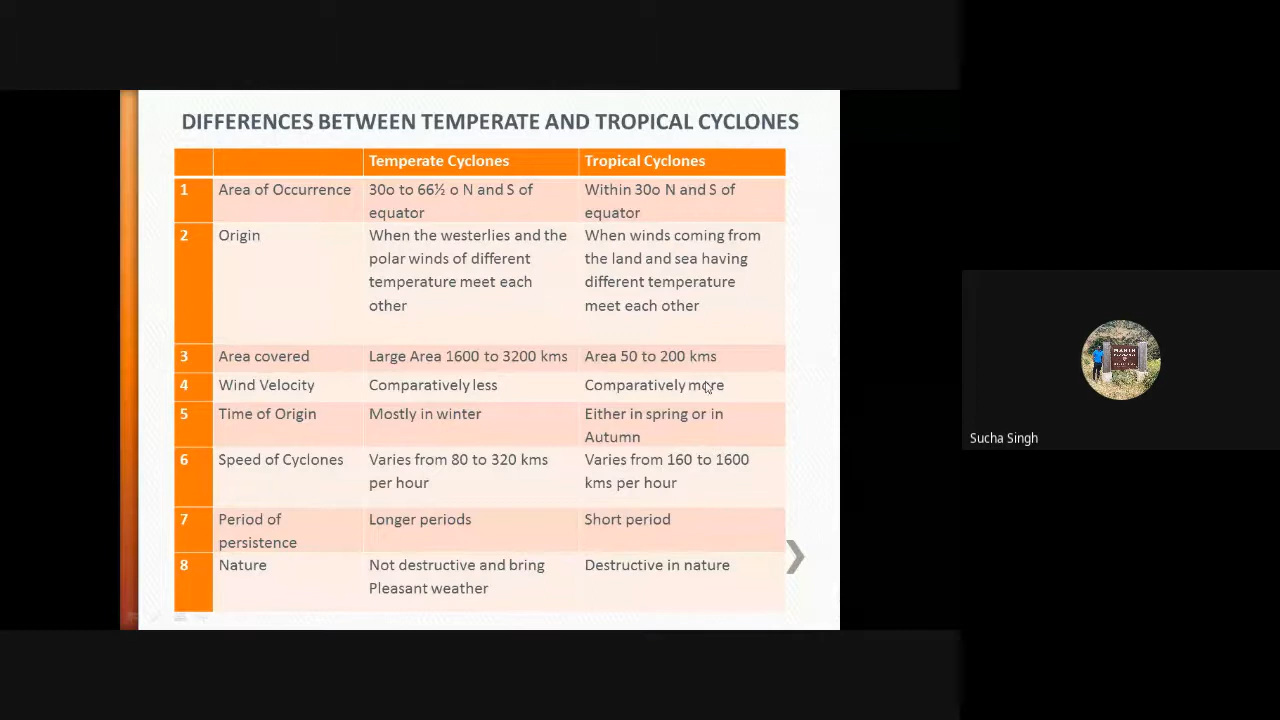 DIFFERENCES BETWEEN TEMPERATE AND TROPICAL CYCLONES
Temperate Cyclones Tropical Cyclones
1 Area of Occurrence 30o to 66½ o N and S of Within 30o N and S of
equator equator
2 Origin When the westerlies and the When winds coming from
polar winds of different the land and sea having
temperature meet each different temperature
other meet each other
3 Area covered Large Area 1600 to 3200 kms Area 50 to 200 kms
4 Wind Velocity Comparatively less Comparatively more
5 Time of Origin Mostly in winter Either in spring or in
Autumn
6 Speed of Cyclones Varies from 80 to 320 kms Varies from 160 to 1600
per hour kms per hour
7 Period of Longer periods Short period
persistence
8 Nature Not destructive and bring Destructive in nature
Pleasant weather
Sucha Singh